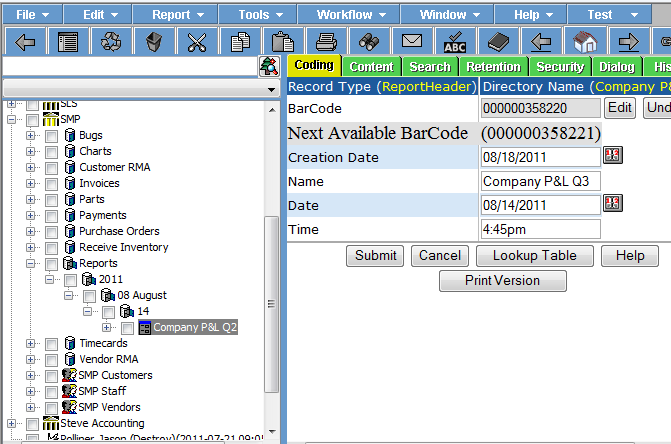 File Edit Report Tools Workflow Window Help Test
ABC
Coding Content Search Retention Security Dialog His
Record Type (ReportHeader) Directory Name (Company P&
BarCode 000000358220 Edit Und
Next Available BarCode (000000358221)
Creation Date 08/18/2011
Name Company P&L Q3
Date 08/14/2011
Time 4:45pm
Submit Cancel Lookup Table Help
Print Version
SLS
SMP
Bugs
Charts
Customer RMA
Invoices
Parts
Payments
Purchase Orders
Receive Inventory
Reports
2011
08 August
14
Company P&L Q2
Timecards
Vendor RMA
SMP Customers
SMP Staff
SMP Vendors
Steve Accounting
Polliner, Jason (Destroy)(2011-07-21 09:05